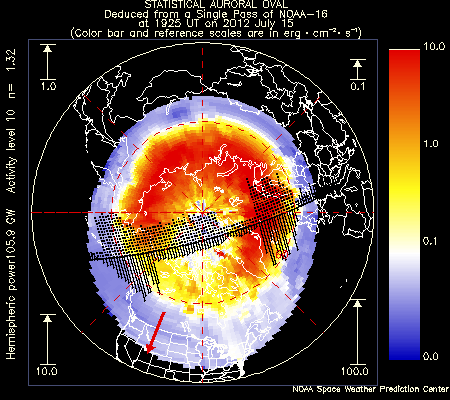 STATISTICAL AURORAL OVAL
Deduced from a Single Pass of NOAA-16
at 1925 UT on 2012 July 15
(Color bar and reference scales are in erg · cm⁻² · s⁻¹)
Hemispheric power105.9 GW Activity level 10 n= 1.32
1.0
0.1
10.0
100.0
10.0
1.0
0.1
0.0
NOAA Space Weather Prediction Center